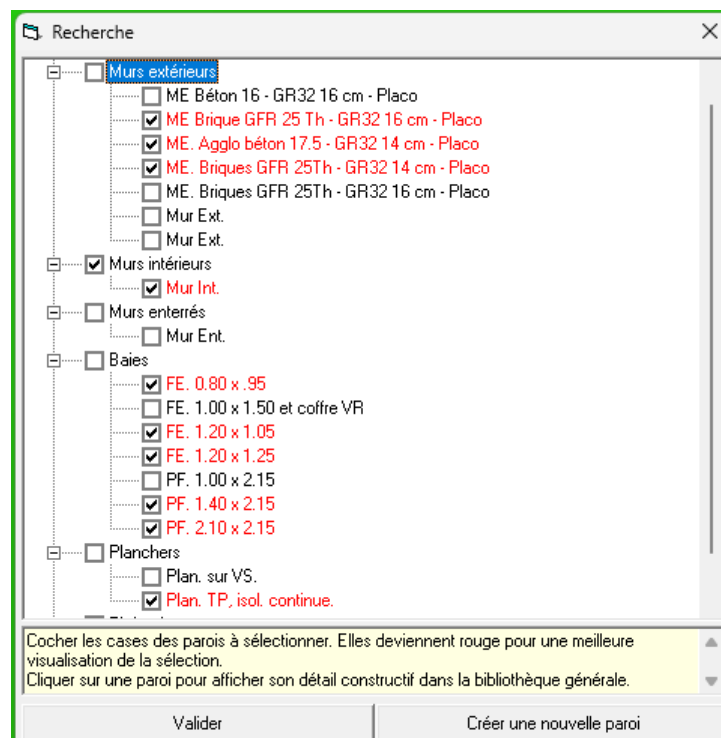 Recherche
Murs extérieurs
ME Béton 16 - GR32 16 cm - Placo
ME Brique GFR 25 Th - GR32 16 cm - Placo
ME. Agglo béton 17.5 - GR32 14 cm - Placo
ME. Briques GFR 25Th - GR32 14 cm - Placo
ME. Briques GFR 25Th - GR32 16 cm - Placo
Mur Ext.
Mur Ext.
Murs intérieurs
Mur Int.
Murs enterrés
Mur Ent.
Baies
FE. 0.80 x .95
FE. 1.00 x 1.50 et coffre VR
FE. 1.20 x 1.05
FE. 1.20 x 1.25
PF. 1.00 x 2.15
PF. 1.40 x 2.15
PF. 2.10 x 2.15
Planchers
Plan. sur VS.
Plan. TP, isol. continue.
Cocher les cases des parois à sélectionner. Elles deviennent rouge pour une meilleure
visualisation de la sélection.
Cliquer sur une paroi pour afficher son détail constructif dans la bibliothèque générale.
Valider
Créer une nouvelle paroi